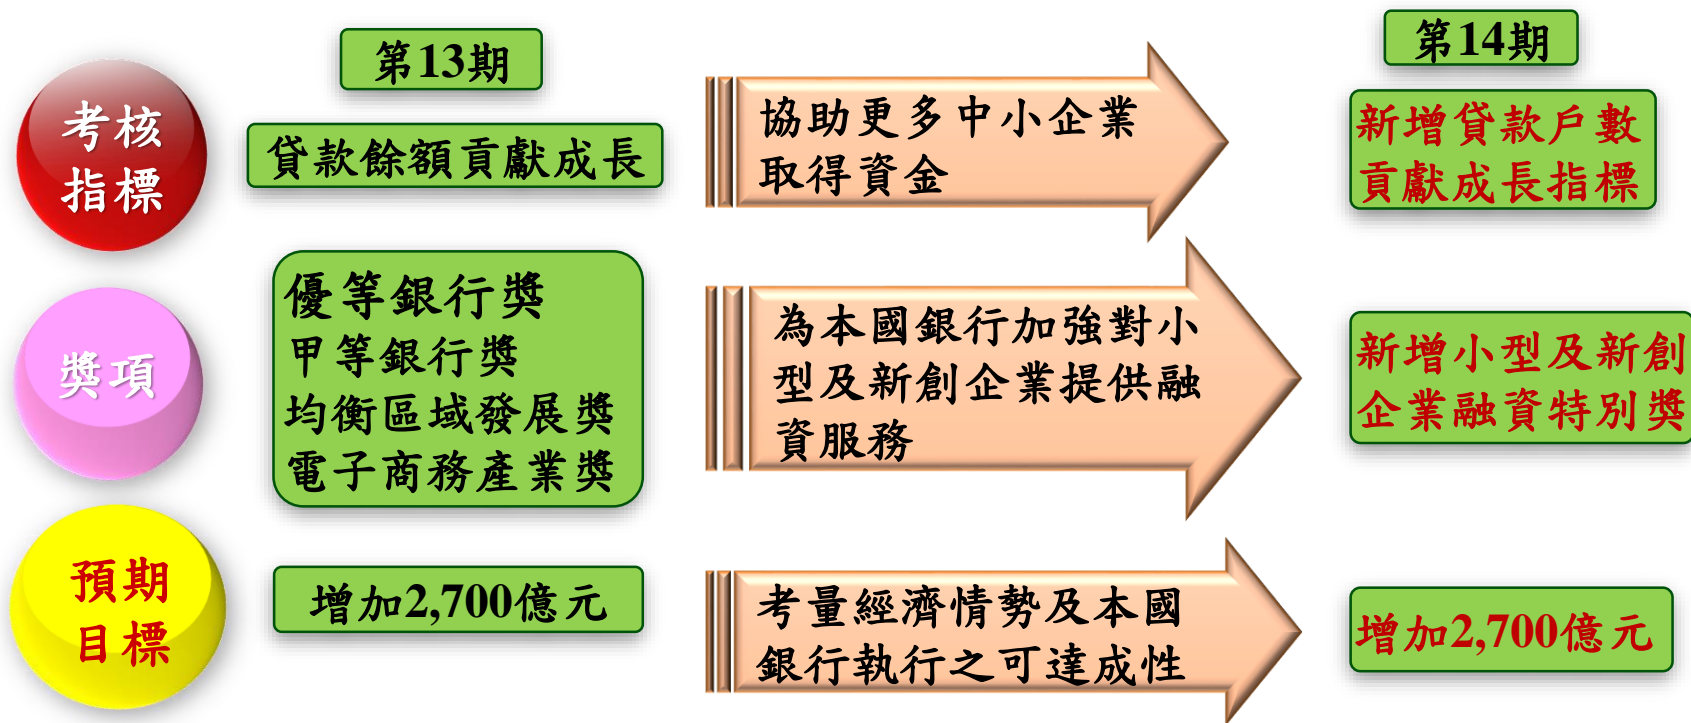 第13期
第14期
考核
指標
貸款餘額貢獻成長
協助更多中小企業
取得資金
新增貸款戶數
貢獻成長指標
獎項
優等銀行獎
甲等銀行獎
均衡區域發展獎
電子商務產業獎
為本國銀行加強對小
型及新創企業提供融
資服務
新增小型及新創
企業融資特別獎
預期
目標
增加2,700億元
考量經濟情勢及本國
銀行執行之可達成性
增加2,700億元